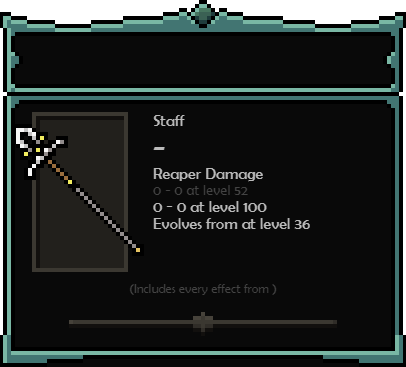 Staff
–
Reaper Damage
0 - 0 at level 52
0 - 0 at level 100
Evolves from at level 36
(Includes every effect from )